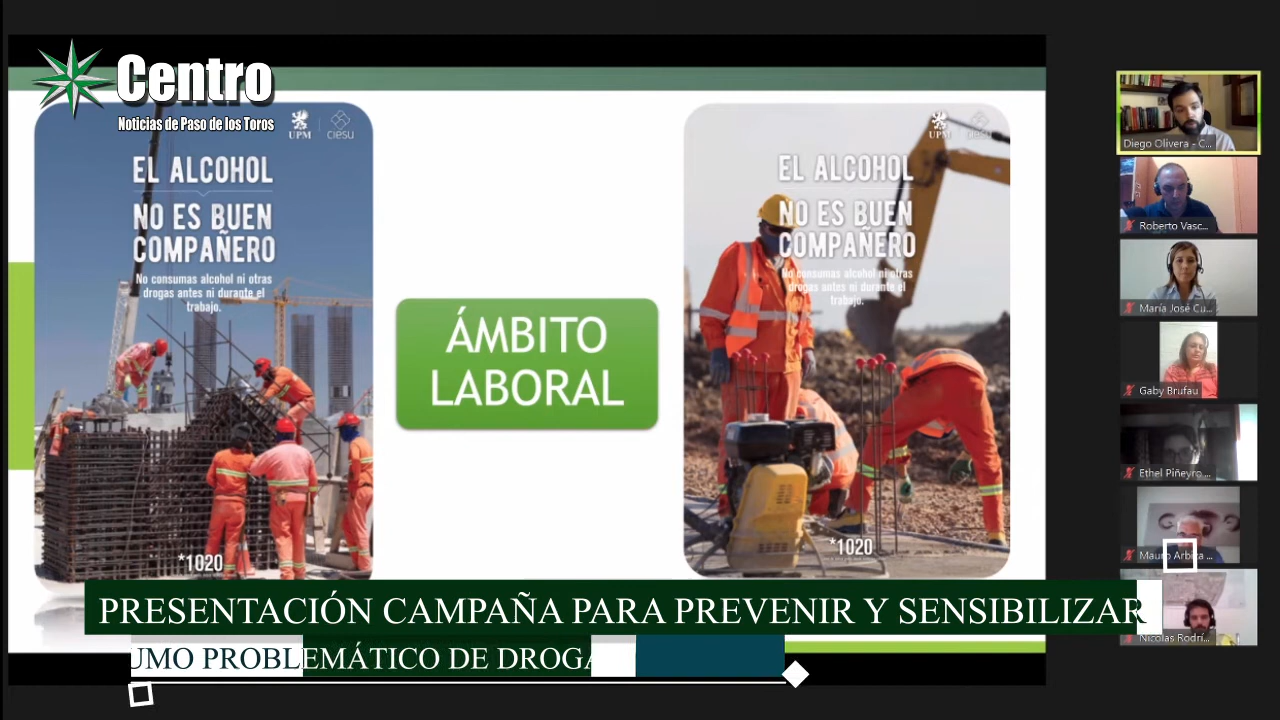 Centro
Noticias de Paso de los Toros
UPM
ciesu
EL ALCOHOL
NO ES BUEN
COMPAÑERO
No consumas alcohol ni otras
drogas antes ni durante el
trabajo.
*1020
ÁMBITO
LABORAL
UPM
ciesu
EL ALCOHOL
NO ES BUEN
COMPAÑERO
No consumas alcohol ni otras
drogas antes ni durante el
trabajo.
*1020
Diego Olivera - C...
Roberto Vasc...
María José Cu...
Gaby Brufau
Ethel Piñeyro ...
Mauro Arbiza ...
Nicolás Rodrí...
PRESENTACIÓN CAMPAÑA PARA PREVENIR Y SENSIBILIZAR
UMO PROBLEMÁTICO DE DROGA